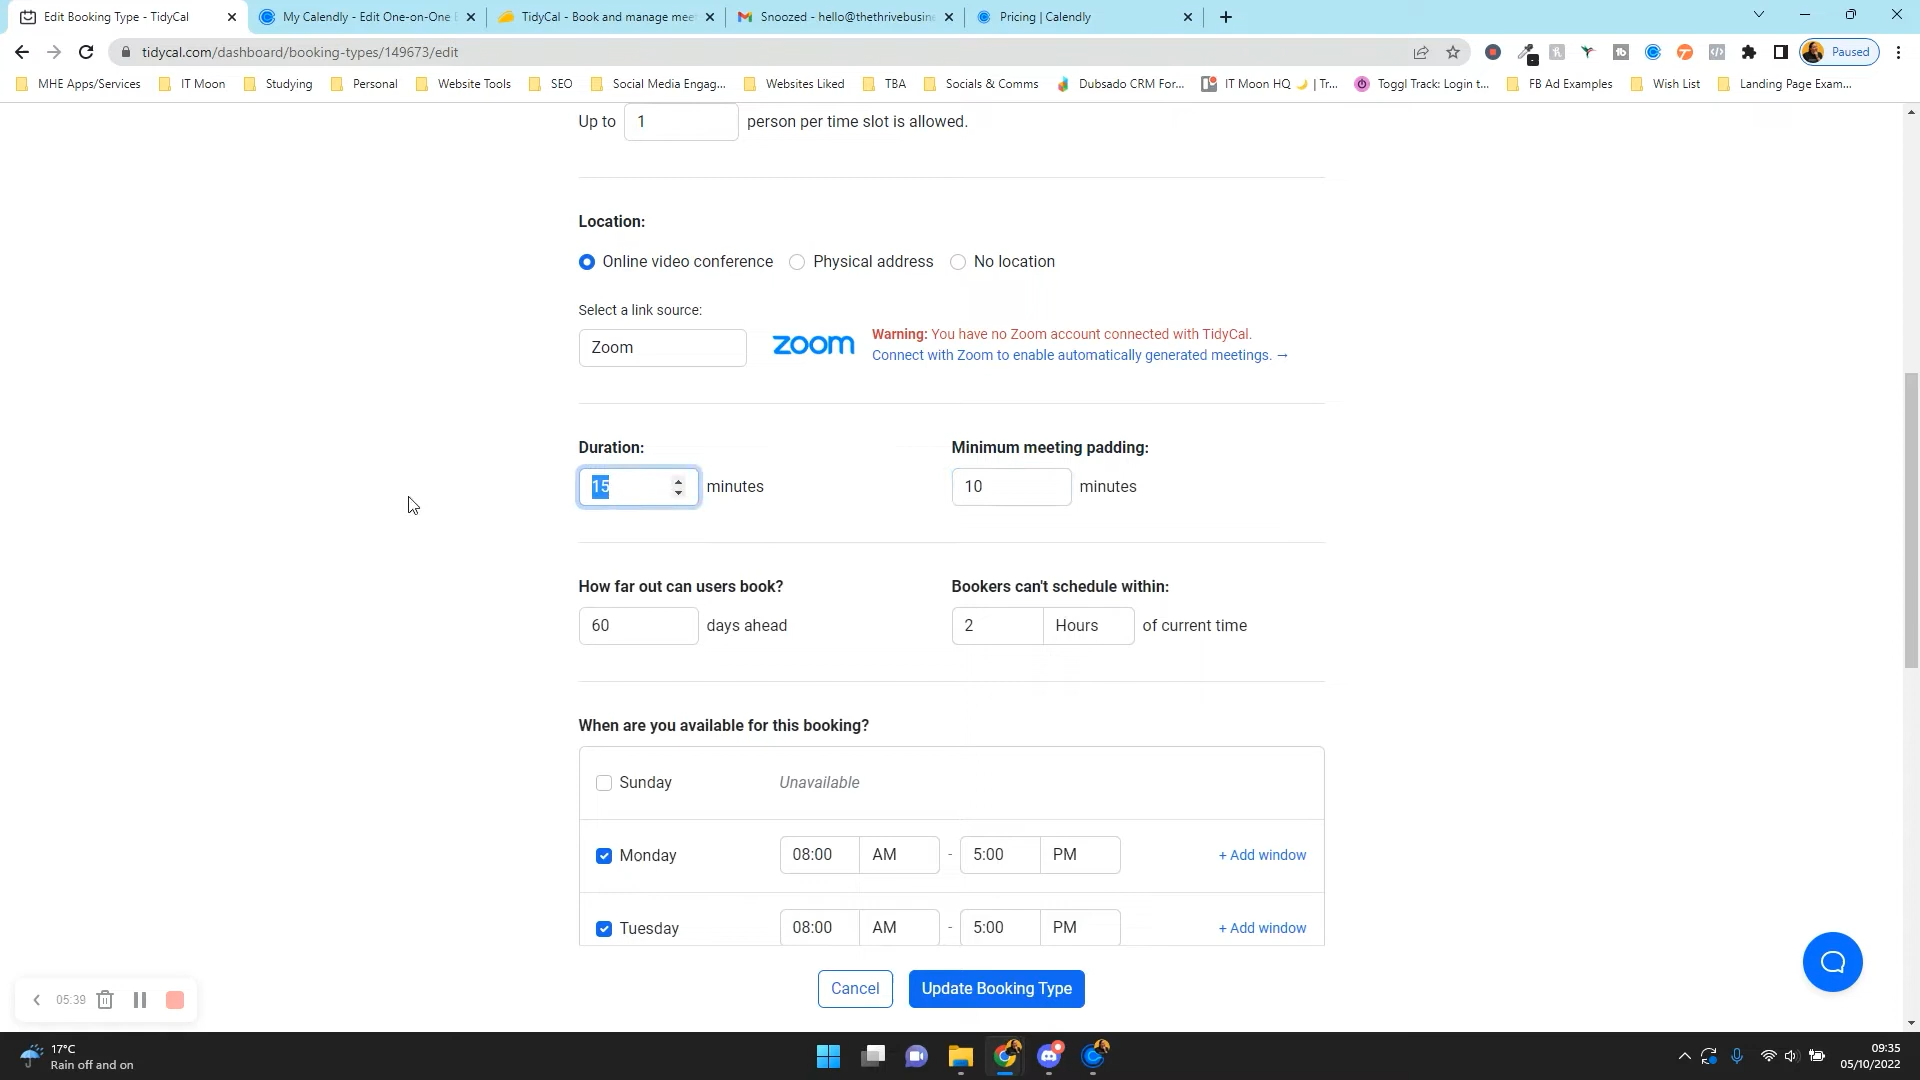 Edit Booking Type - TidyCal
My Calendly - Edit One-on-One E
TidyCal - Book and manage mee
Snoozed - hello@thethrivebusine
Pricing | Calendly
tidycal.com/dashboard/booking-types/149673/edit
Paused
MHE Apps/Services
IT Moon
Studying
Personal
Website Tools
SEO
Social Media Engag...
Websites Liked
TBA
Socials & Comms
Dubsado CRM For...
IT Moon HQ 🌙 | Tr...
Toggl Track: Login t...
FB Ad Examples
Wish List
Landing Page Exam...
Up to 1 person per time slot is allowed.
Location:
Online video conference Physical address No location
Select a link source:
Zoom
zoom
Warning: You have no Zoom account connected with TidyCal.
Connect with Zoom to enable automatically generated meetings. →
Duration: Minimum meeting padding:
15 minutes 10 minutes
How far out can users book? Bookers can't schedule within:
60 days ahead 2 Hours of current time
When are you available for this booking?
Sunday Unavailable
Monday 08:00 AM - 5:00 PM + Add window
Tuesday 08:00 AM - 5:00 PM + Add window
Cancel Update Booking Type
05:39
17°C
Rain off and on
09:35
05/10/2022